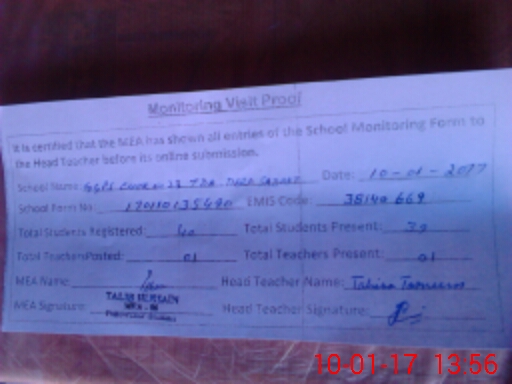 Monitoring Visit Proof
It is certified that the MEA has shown all entries of the School Monitoring Form to
the Head Teacher before its online submission.
School Name: GGPS Date: 10-01-2017
School Form No: EMIS Code: 38140669
Total Students Registered: 40 Total Students Present: 39
Total Teachers Posted: 01 Total Teachers Present: 01
MEA Name: Head Teacher Name: Tahira
MEA Signature: Head Teacher Signature:
10-01-17 13:56